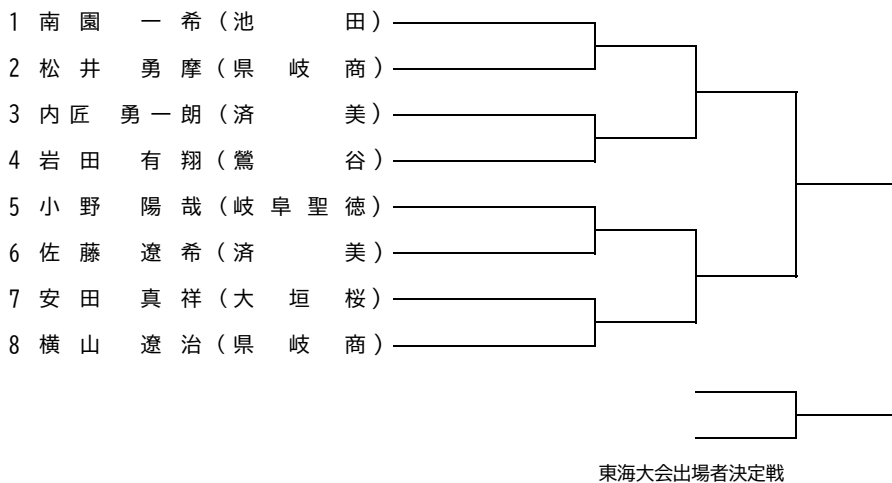 1 南園 一希(池田)
2 松井 勇摩(県岐商)
3 内匠 勇一朗(済美)
4 岩田 有翔(鶯谷)
5 小野 陽哉(岐阜聖徳)
6 佐藤 遼希(済美)
7 安田 真祥(大垣桜)
8 横山 遼治(県岐商)
東海大会出場者決定戦